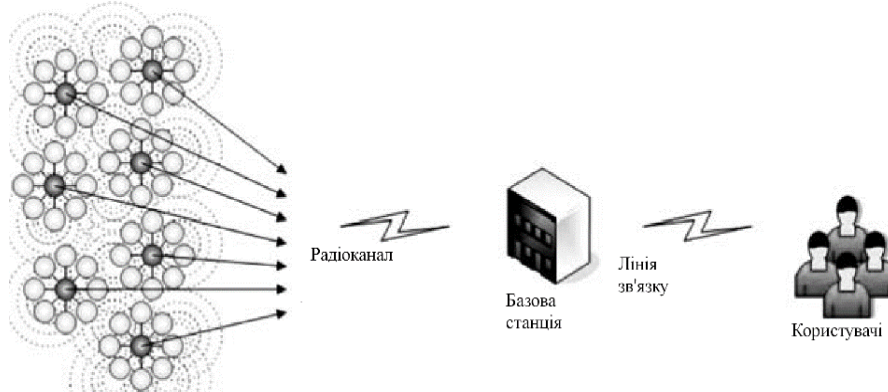 Радіоканал
Базова
станція
Лінія
зв'язку
Користувачі